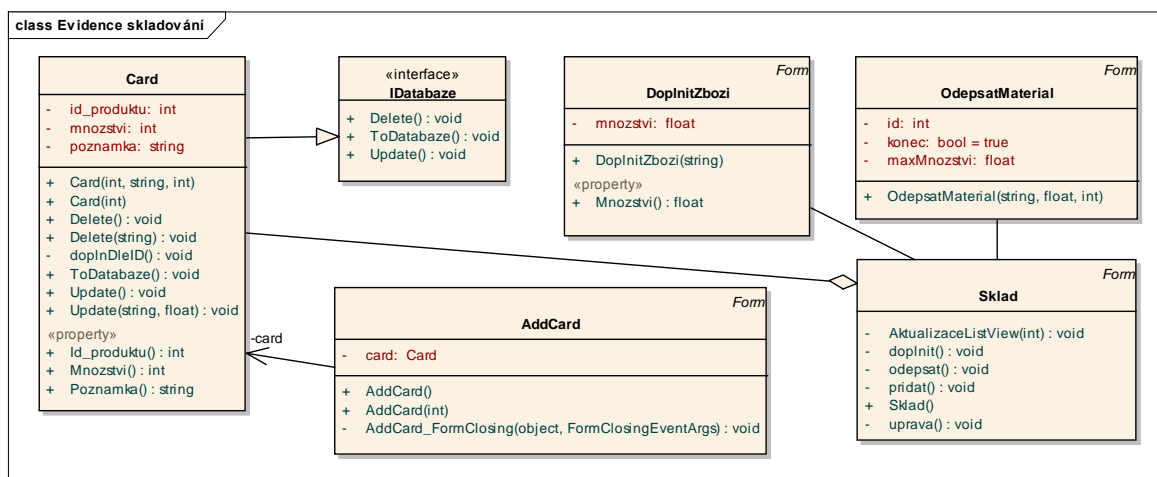 class Evidence skladování
Card
- id_produktu: int
- mnozstvi: int
- poznamka: string
+ Card(int, string, int)
+ Card(int)
+ Delete() : void
+ Delete(string) : void
- doplnDleID() : void
+ ToDatabaze() : void
+ Update() : void
+ Update(string, float) : void
«property»
+ Id_produktu() : int
+ Mnozstvi() : int
+ Poznamka() : string
«interface»
IDatabaze
+ Delete() : void
+ ToDatabaze() : void
+ Update() : void
Form
DoplnitZbozi
- mnozstvi: float
+ DoplnitZbozi(string)
«property»
+ Mnozstvi() : float
Form
OdepsatMaterial
- id: int
- konec: bool = true
- maxMnozstvi: float
+ OdepsatMaterial(string, float, int)
-card
Form
AddCard
- card: Card
+ AddCard()
+ AddCard(int)
- AddCard_FormClosing(object, FormClosingEventArgs) : void
Form
Sklad
- AktualizaceListView(int) : void
- doplnit() : void
- odepsat() : void
- pridat() : void
+ Sklad()
- uprava() : void